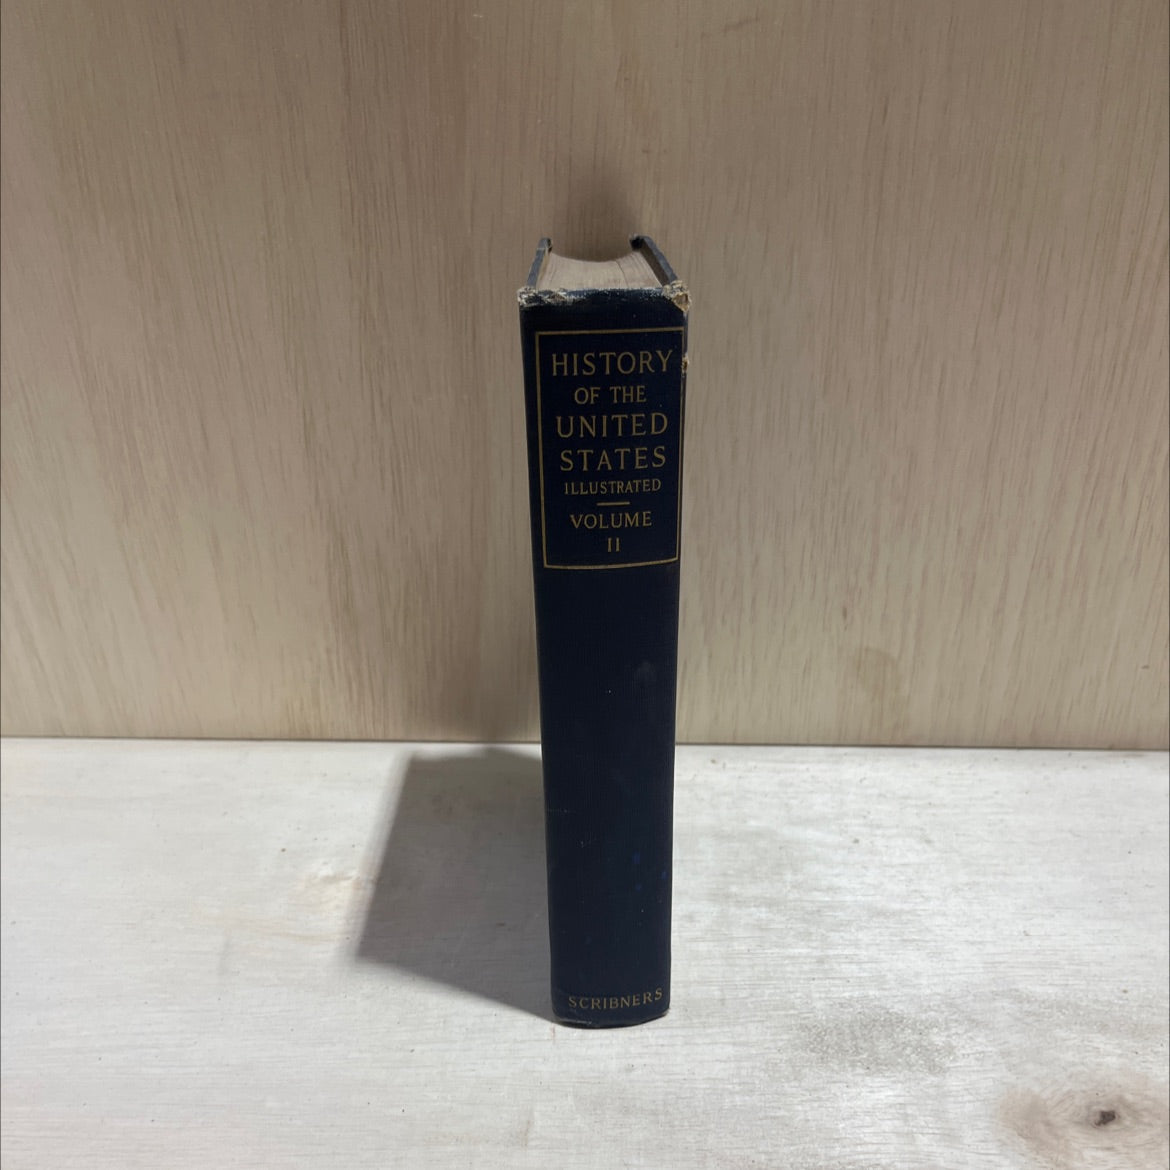 HISTORY
OF THE
UNITED
STATES
ILLUSTRATED
VOLUME
II
SCRIBNERS